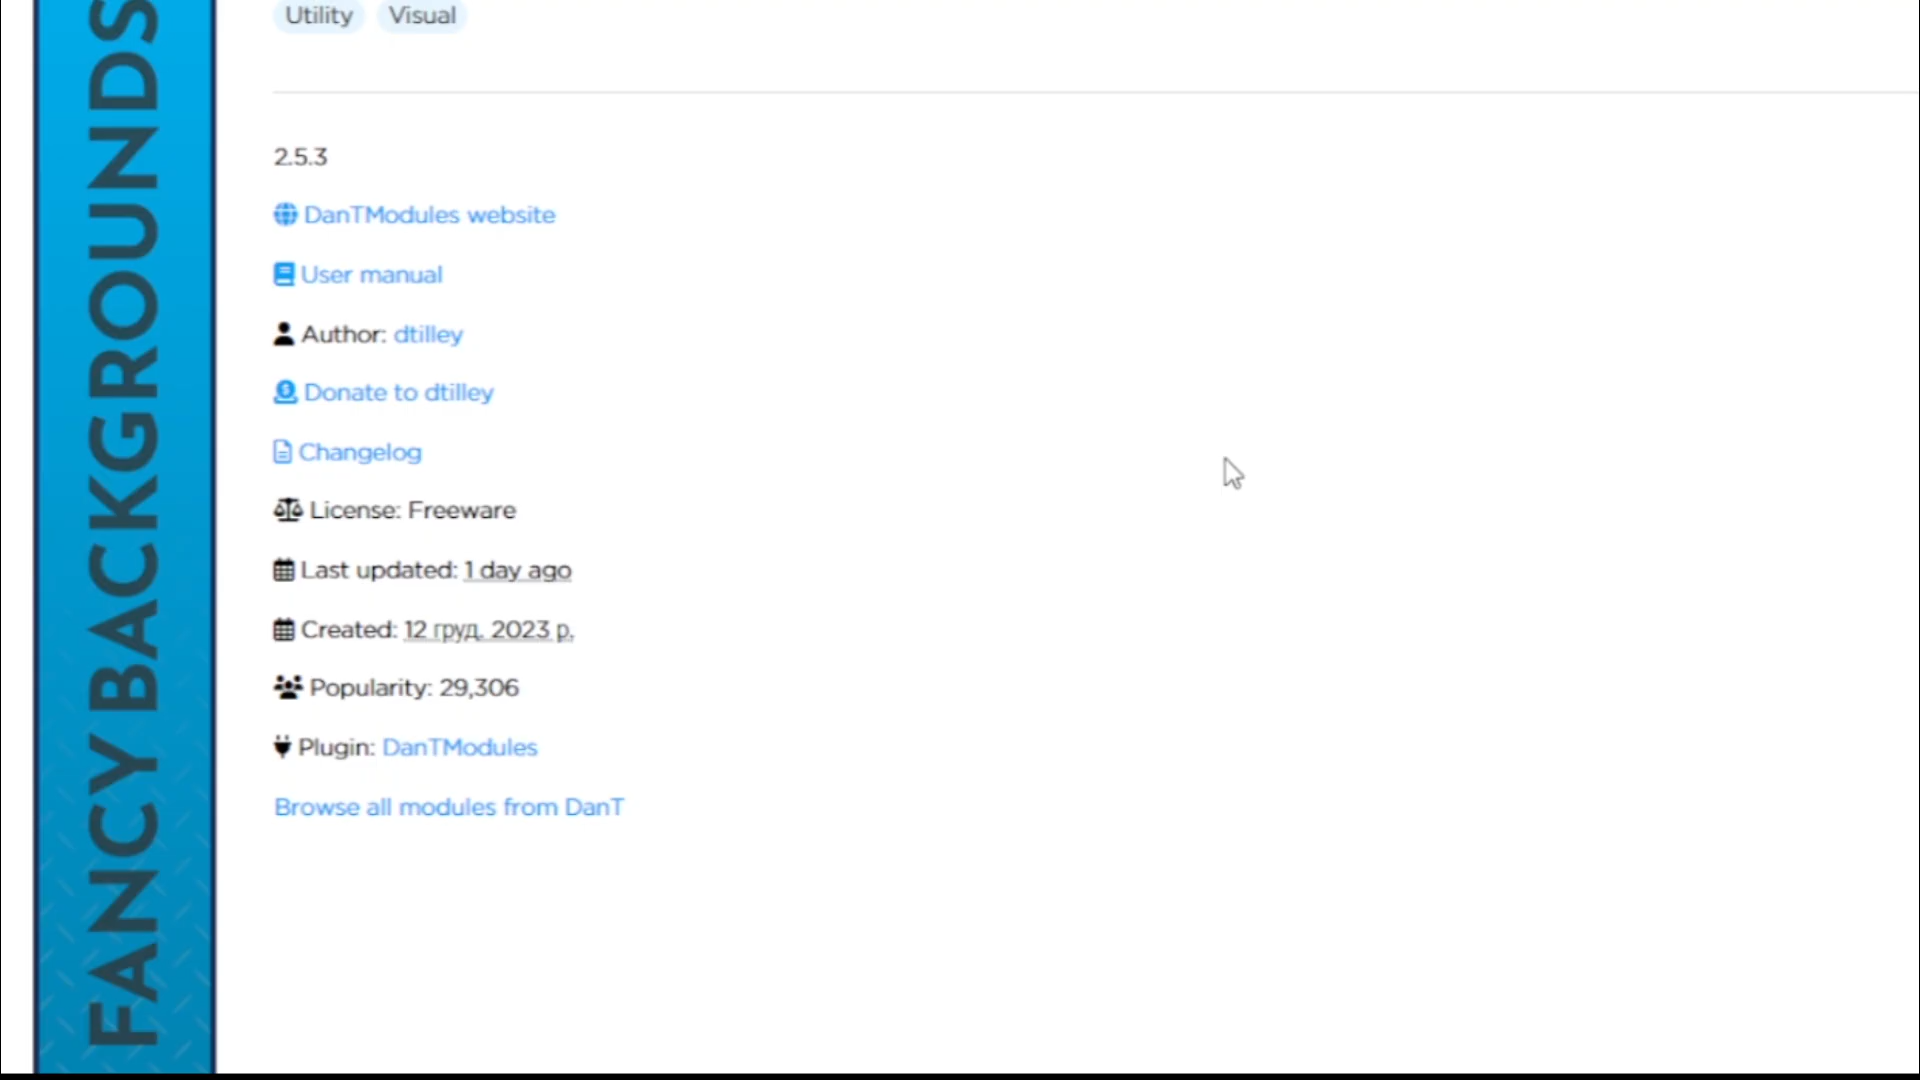 Utility Visual
2.5.3
DanTModules website
User manual
Author: dtilley
Donate to dtilley
Changelog
License: Freeware
Last updated: 1 day ago
Created: 12 груд. 2023 р.
Popularity: 29,306
Plugin: DanTModules
Browse all modules from DanT
FANCY BACKGROUNDS